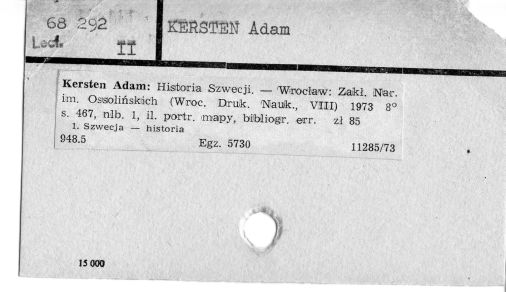 68 292
Lect. II
KERSTEN Adam
Kersten Adam: Historia Szwecji. — Wrocław: Zakł. Nar.
im. Ossolińskich (Wroc. Druk. Nauk., VIII) 1973 8°
s. 467, nlb. 1, il. portr. mapy, bibliogr. err. zł 85
1. Szwecja — historia
948.5 Egz. 5730 11285/73
15 000